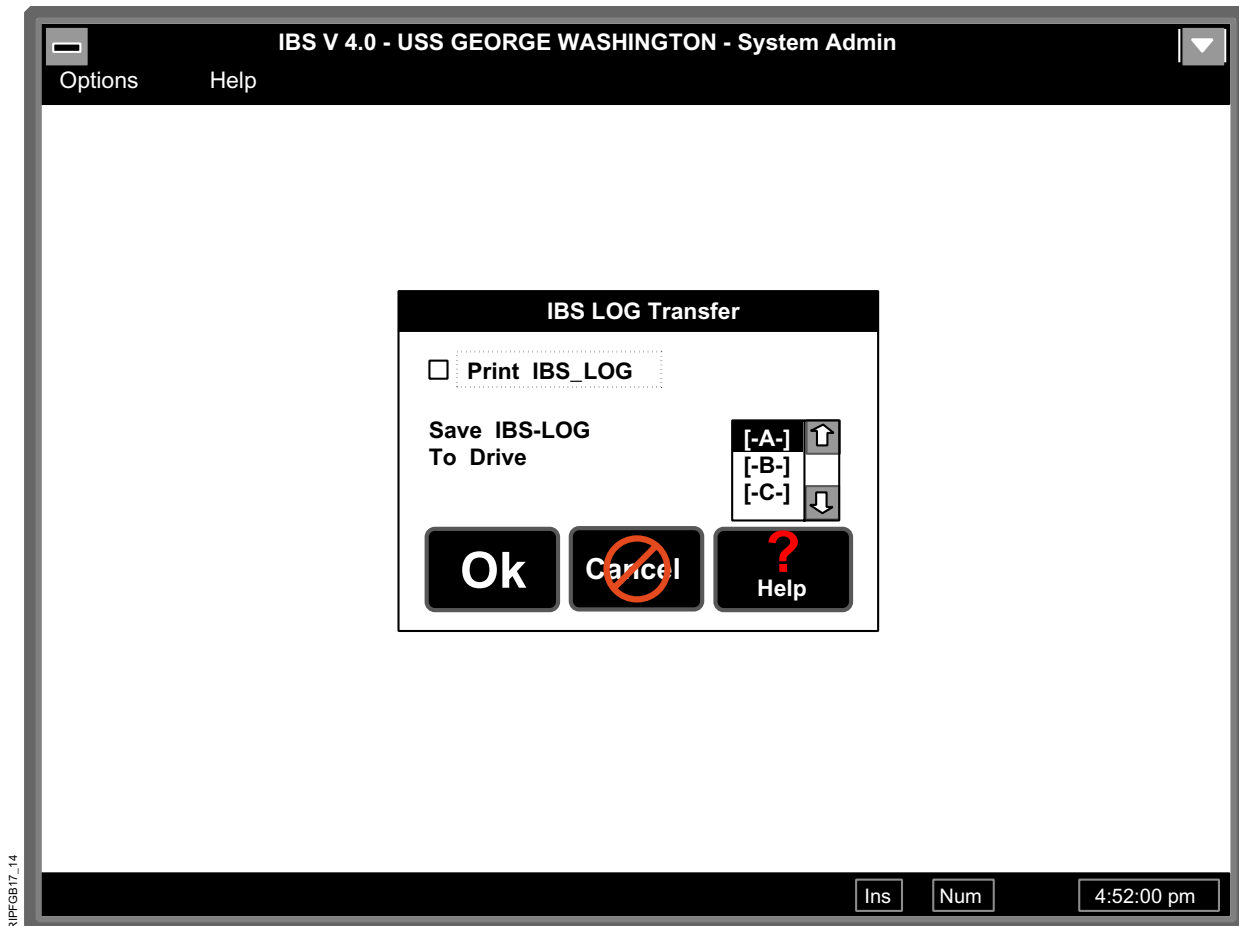 IBS V 4.0 - USS GEORGE WASHINGTON - System Admin
Options Help
IBS LOG Transfer
Print IBS_LOG
Save IBS-LOG
To Drive
[-A-]
[-B-]
[-C-]
Ok Cancel ?
Help
Ins Num 4:52:00 pm
RIPFGB17_14